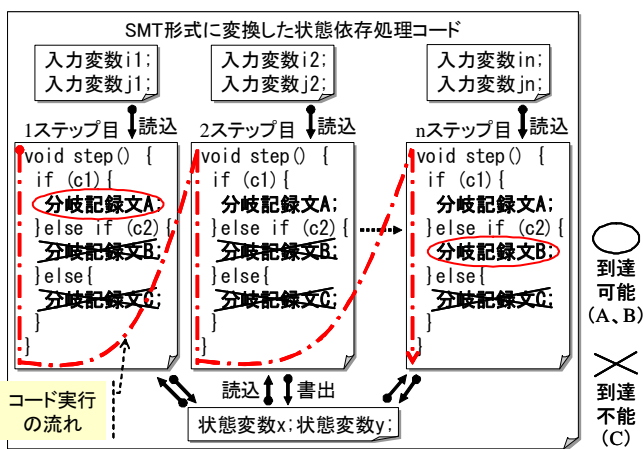 SMT形式に変換した状態依存処理コード
入力変数i1;
入力変数j1;
入力変数i2;
入力変数j2;
入力変数in;
入力変数jn;
1ステップ目
読込
2ステップ目
読込
nステップ目
読込
void step() {
if (c1){
分岐記録文A;
}else if (c2){
分岐記録文B;
}else{
分岐記録文C;
}
}
void step() {
if (c1){
分岐記録文A;
}else if (c2){
分岐記録文B;
}else{
分岐記録文C;
}
}
void step() {
if (c1){
分岐記録文A;
}else if (c2){
分岐記録文B;
}else{
分岐記録文C;
}
}
到達
可能
(A、B)
到達
不能
(C)
コード実行
の流れ
読込
書出
状態変数x;状態変数y;